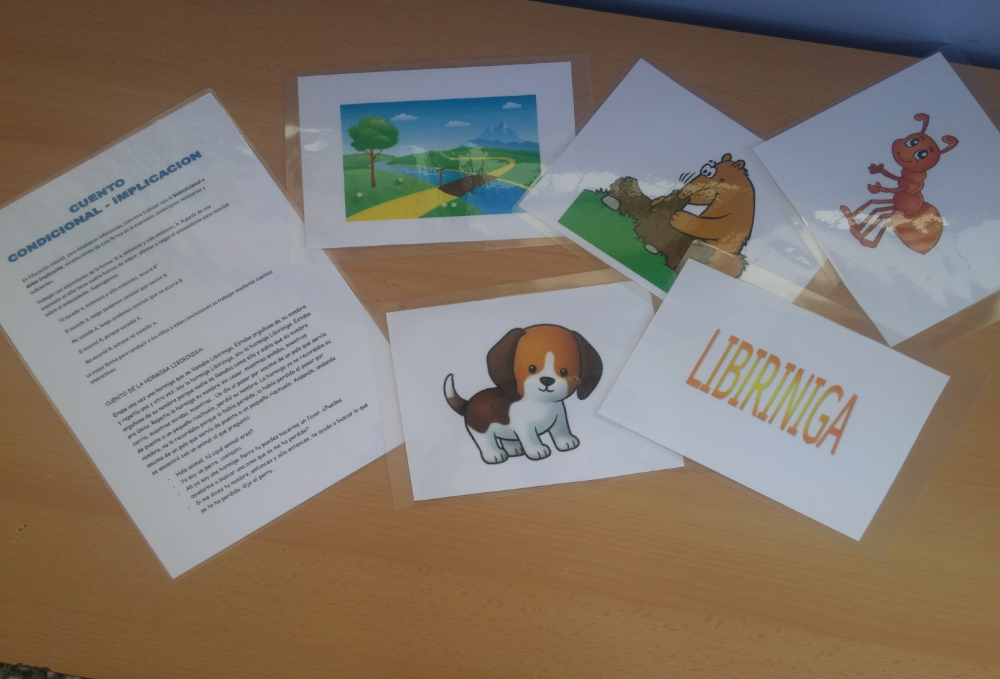 CUENTO
CONDICIONAL - IMPLICACION
En Educación Infantil, para establecer inferencias, conviene trabajar con la bicondicional o
doble implicación, estableciendo de esta forma en la expresión condiciones necesarias y
suficientes.
Trabajar con expresiones de la forma: Si a, entonces y sólo entonces, b. A partir de esa
expresión el niño tiene cuatro formas de inferir: afirmar o negar el antecedente para concluir
sobre el antecedente. Supongamos:
"Si sucede A, entonces y sólo entonces, ocurre B"
Si sucede A, luego podemos concluir que ocurre B.
No sucede A, luego podemos concluir que no ocurre B.
Si ocurrió B, porque sucedió A.
No ocurrió B, porque no sucedió A.
La mejor forma para conducir a los niños a estas conclusiones es trabajar mediante cuentos
interactivos:
CUENTO DE LA HORMIGA LIBIRINIGA:
Erase una vez una hormiga que se llamaba Libiriniga. Estaba orgullosa de su nombre
y repetía una y otra vez: soy la hormiga Libiriniga, soy la hormiga Libiriniga. Estaba
orgullosa de su nombre porque nadie se llamaba como ella y sabía que su nombre
era único. Repetía la hormiga su nombre sin cesar, mientras andaba, mientras
corría, mientras miraba, mientras... Un día al pasar por encima de un palo que servía
de puente a un pequeño riachuelo, perdió su nombre. La hormiga ya no recordaba su
nombre, no lo recordaba porque lo había perdido, lo había perdido al pasar por
encima de un palo que servía de puente a un pequeño riachuelo. Andando, andando
se encontró con un animal al que preguntó:
- Hola animal, tú ¿qué animal eres?
- Yo soy un perro, contesto.
- Ah yo soy una hormiga. Perro tu puedes hacerme un favor. ¿Puedes
ayudarme a buscar una cosa que se me ha perdido?
- Si me dices tu nombre, entonces y sólo entonces, te ayudo a buscar lo que
se te ha perdido: dijo el perro.
LIBIRINIGA